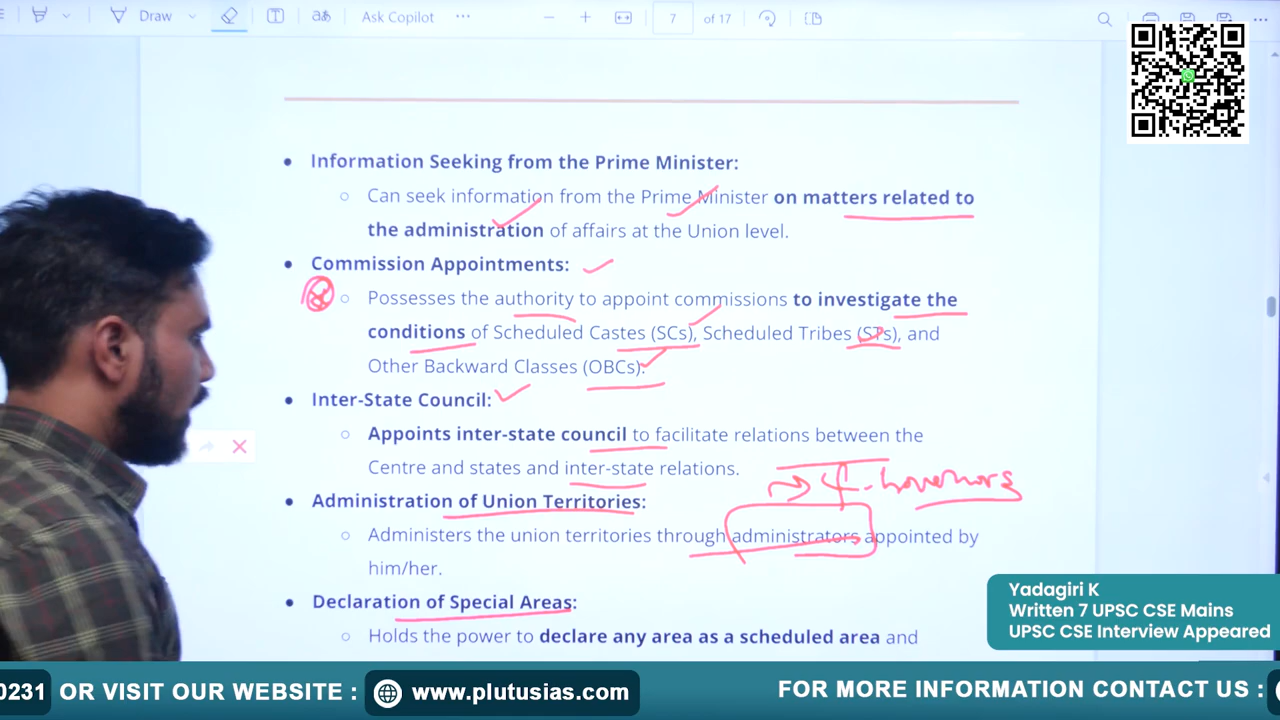 Draw
Ask Copilot
7 of 17
Information Seeking from the Prime Minister:
Can seek information from the Prime Minister on matters related to
the administration of affairs at the Union level.
Commission Appointments:
Possesses the authority to appoint commissions to investigate the
conditions of Scheduled Castes (SCs), Scheduled Tribes (STs), and
Other Backward Classes (OBCs).
Inter-State Council:
Appoints inter-state council to facilitate relations between the
Centre and states and inter-state relations.
Administration of Union Territories:
Administers the union territories through administrators appointed by
him/her.
Declaration of Special Areas:
Holds the power to declare any area as a scheduled area and
Yadagiri K
Written 7 UPSC CSE Mains
UPSC CSE Interview Appeared
0231 OR VISIT OUR WEBSITE : www.plutusias.com FOR MORE INFORMATION CONTACT US :